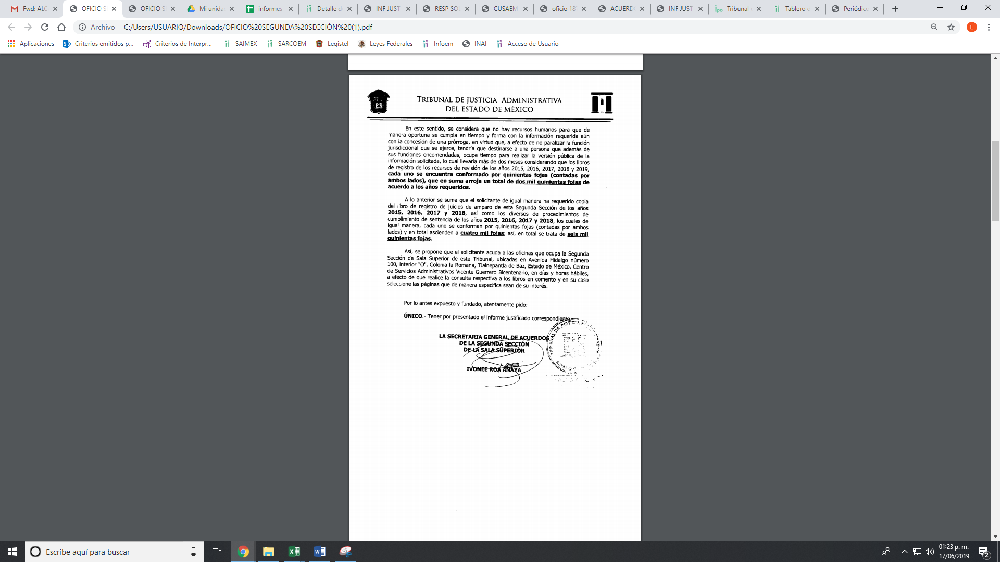 Fwd: ALC
OFICIO S
OFICIO S
Mi unida
informes
Detalle d
INF JUST
RESP SOL
CUSAEM
oficio 18
ACUERD
INF JUST
Tribunal
Tablero d
Periódico
Archivo
C:/Users/USUARIO/Downloads/OFICIO%20SEGUNDA%20SECCIÓN%20(1).pdf
L
Aplicaciones
Criterios emitidos p...
Criterios de Interpr...
SAIMEX
SARCOEM
Legistel
Leyes Federales
Infoem
INAI
Acceso de Usuario
TRIBUNAL DE JUSTICIA ADMINISTRATIVA
DEL ESTADO DE MÉXICO
En este sentido, se considera que no hay recursos humanos para que de
manera oportuna se cumpla en tiempo y forma con la información requerida aún
con la concesión de una prórroga, en virtud que, a efecto de no paralizar la función
jurisdiccional que se ejerce, tendría que destinarse a una persona que además de
sus funciones encomendadas, ocupe tiempo para realizar la versión pública de la
información solicitada, lo cual llevaría más de dos meses considerando que los libros
de registro de los recursos de revisión de los años 2015, 2016, 2017, 2018 y 2019,
cada uno se encuentra conformado por quinientas fojas (contadas por
ambos lados), que en suma arroja un total de dos mil quinientas fojas de
acuerdo a los años requeridos.
A lo anterior se suma que el solicitante de igual manera ha requerido copia
del libro de registro de juicios de amparo de esta Segunda Sección de los años
2015, 2016, 2017 y 2018, así como los diversos de procedimientos de
cumplimiento de sentencia de los años 2015, 2016, 2017 y 2018, los cuales de
igual manera, cada uno se conforman por quinientas fojas (contadas por ambos
lados) y en total ascienden a cuatro mil fojas; así, en total se trata de seis mil
quinientas fojas.
Así, se propone que el solicitante acuda a las oficinas que ocupa la Segunda
Sección de Sala Superior de este Tribunal, ubicadas en Avenida Hidalgo número
100, interior "O", Colonia la Romana, Tlalnepantla de Baz, Estado de México, Centro
de Servicios Administrativos Vicente Guerrero Bicentenario, en días y horas hábiles,
a efecto de que realice la consulta respectiva a los libros en comento y en su caso
seleccione las páginas que de manera específica sean de su interés.
Por lo antes expuesto y fundado, atentamente pido:
ÚNICO.- Tener por presentado el informe justificado correspondiente.-
LA SECRETARIA GENERAL DE ACUERDOS
DE LA SEGUNDA SECCIÓN
DE LA SALA SUPERIOR
IVONEE ROA ANAYA
TRIBUNAL DE JUSTICIA
Escribe aquí para buscar
01:23 p. m.
17/06/2019
2